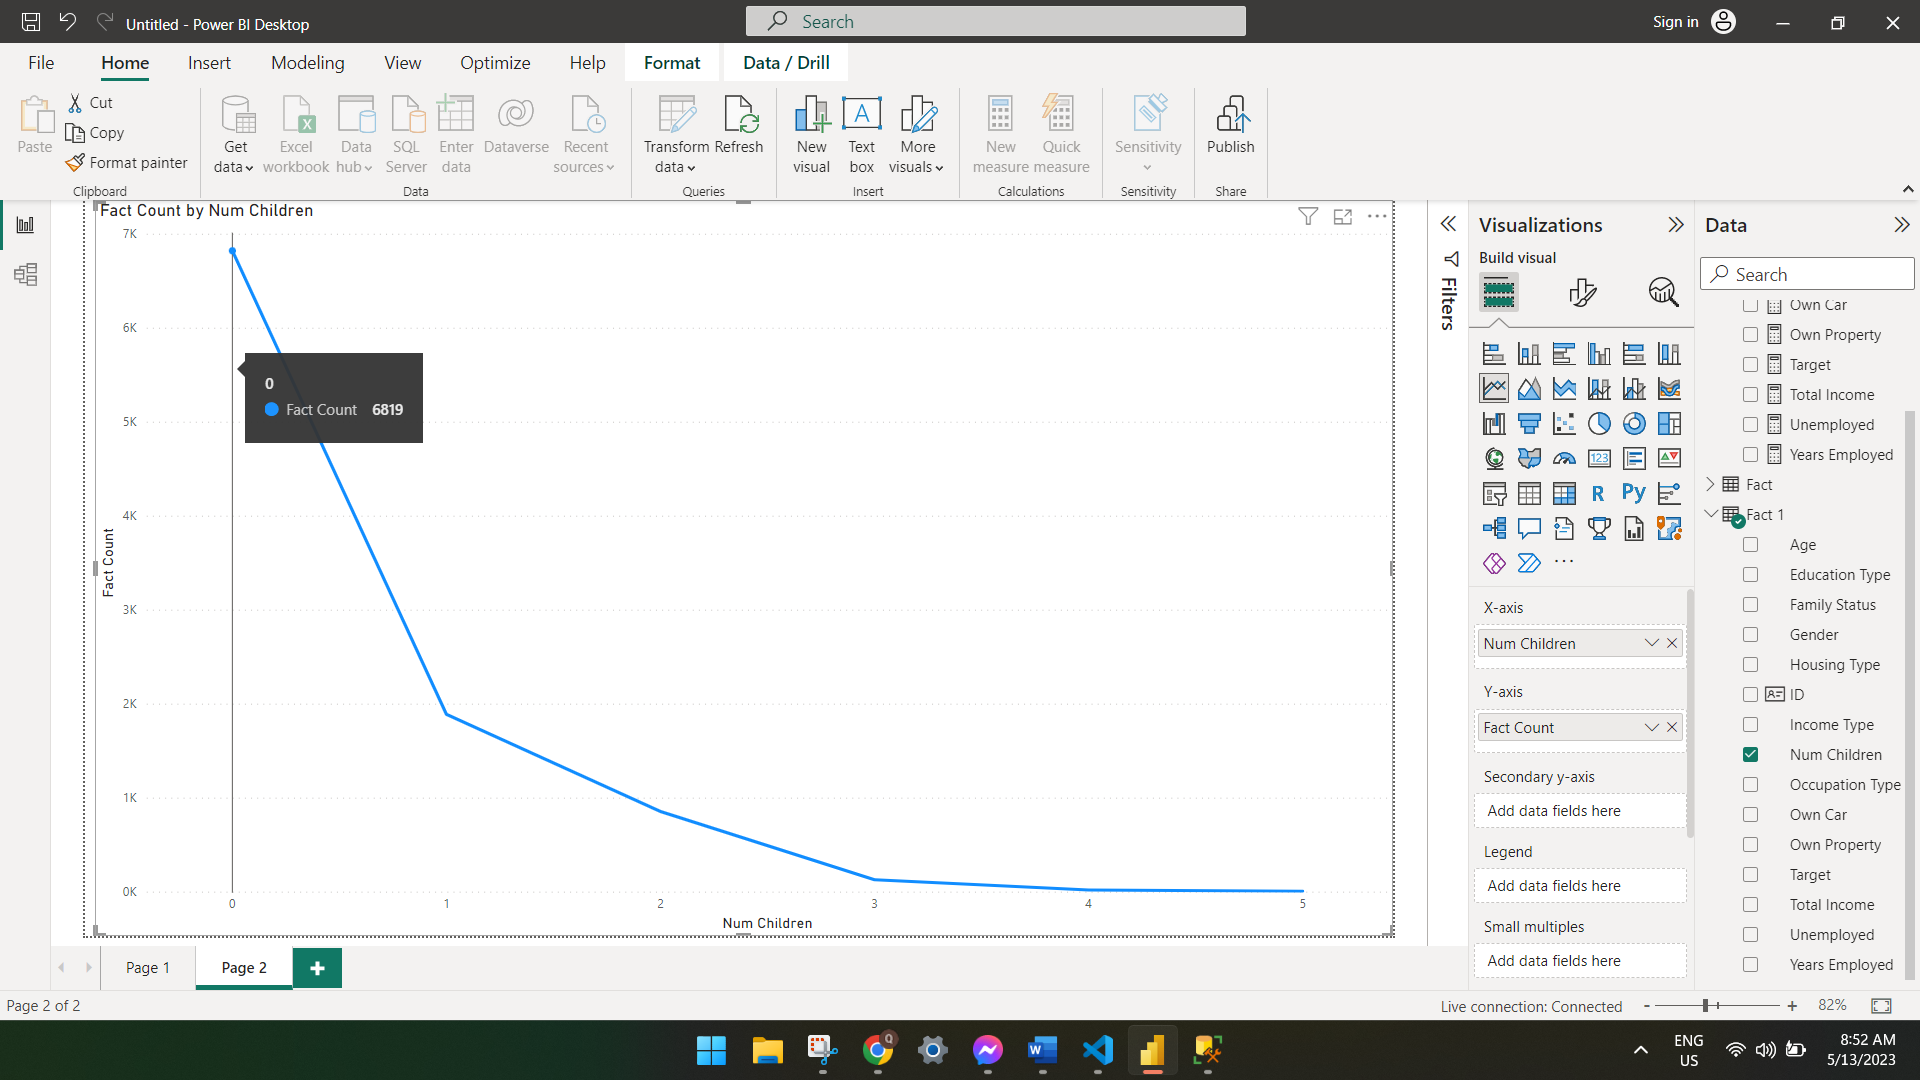 Untitled - Power BI Desktop
Search
Sign in
File
Home
Insert
Modeling
View
Optimize
Help
Format
Data / Drill
Paste
Cut
Copy
Format painter
Clipboard
Get
data
Excel
workbook
Data
hub
SQL
Server
Enter
data
Dataverse
Recent
sources
Data
Transform
data
Refresh
Queries
New
visual
Text
box
More
visuals
Insert
New
measure
Quick
measure
Calculations
Sensitivity
Sensitivity
Publish
Share
Fact Count by Num Children
7K
6K
5K
4K
3K
2K
1K
0K
Fact Count
0
Fact Count 6819
0 1 2 3 4 5
Num Children
Filters
Visualizations
Build visual
123
R
Py
X-axis
Num Children
Y-axis
Fact Count
Secondary y-axis
Add data fields here
Legend
Add data fields here
Small multiples
Add data fields here
Data
Search
Own Car
Own Property
Target
Total Income
Unemployed
Years Employed
Fact
Fact 1
Age
Education Type
Family Status
Gender
Housing Type
ID
Income Type
Num Children
Occupation Type
Own Car
Own Property
Target
Total Income
Unemployed
Years Employed
Page 1
Page 2
Page 2 of 2
Live connection: Connected
82%
ENG
US
8:52 AM
5/13/2023